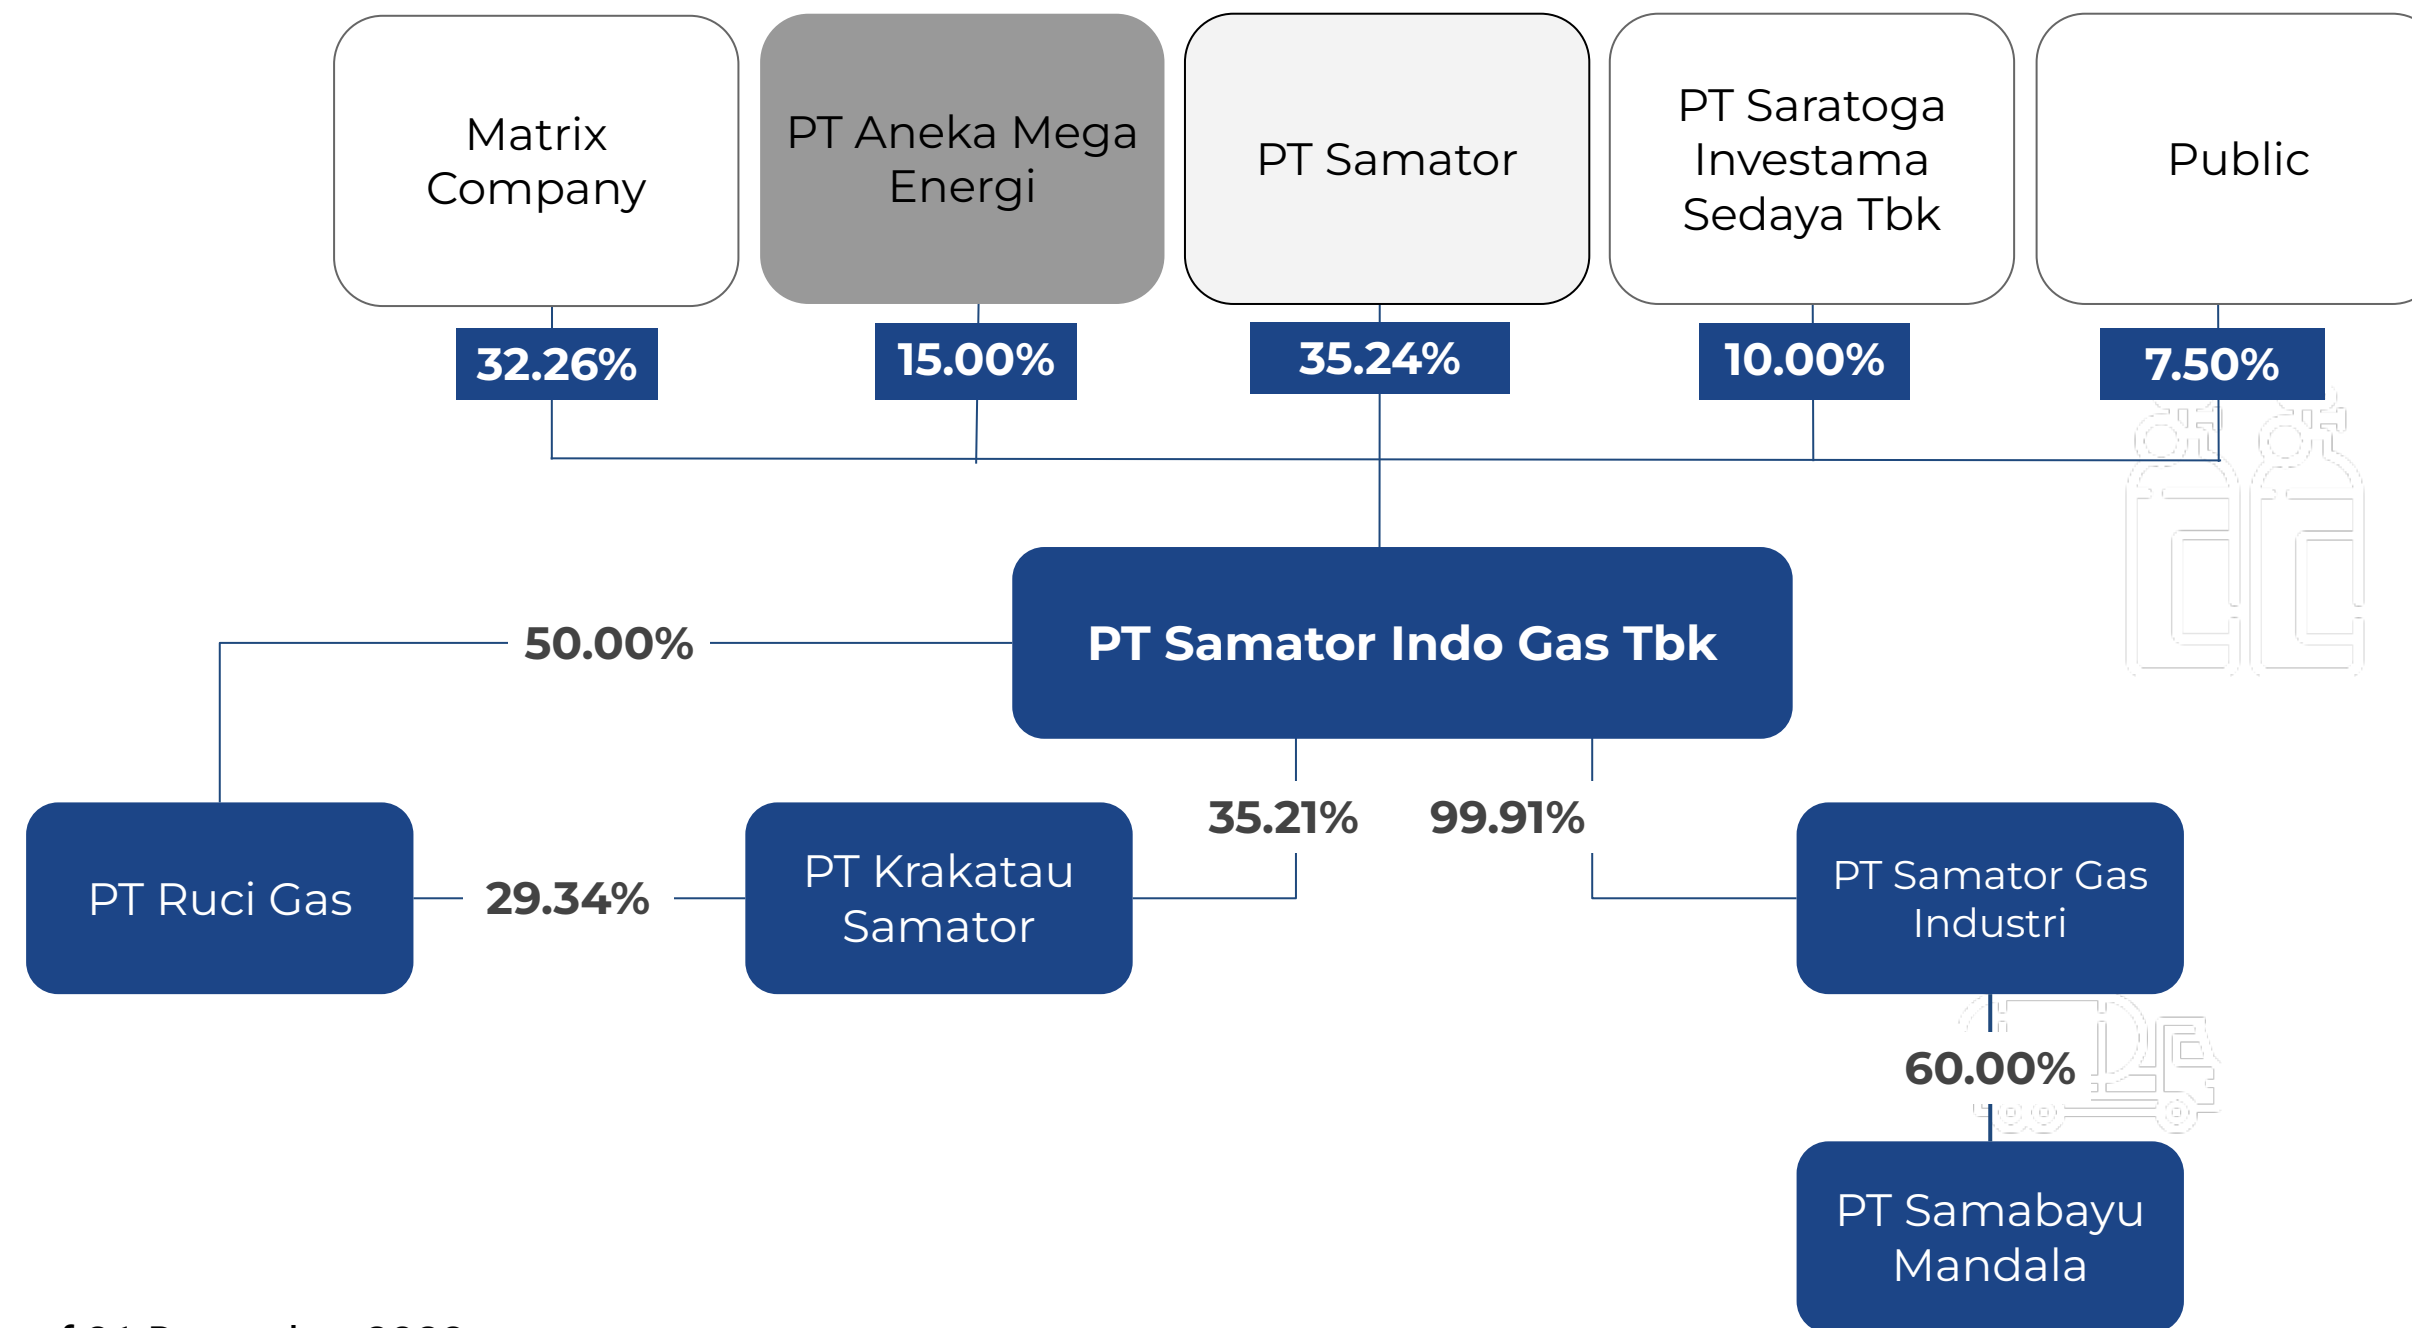 Matrix
Company
PT Aneka Mega
Energi
PT Samator
PT Saratoga
Investama
Sedaya Tbk
Public
32.26%
15.00%
35.24%
10.00%
7.50%
PT Samator Indo Gas Tbk
50.00%
35.21%
99.91%
PT Ruci Gas
29.34%
PT Krakatau
Samator
PT Samator Gas
Industri
60.00%
PT Samabayu
Mandala